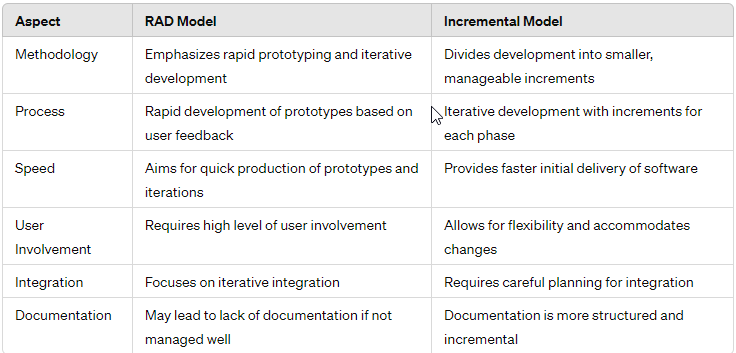 Aspect RAD Model Incremental Model
Methodology Emphasizes rapid prototyping and iterative Divides development into smaller,
development manageable increments
Process Rapid development of prototypes based on Iterative development with increments for
user feedback each phase
Speed Aims for quick production of prototypes and Provides faster initial delivery of software
iterations
User Requires high level of user involvement Allows for flexibility and accommodates
Involvement changes
Integration Focuses on iterative integration Requires careful planning for integration
Documentation May lead to lack of documentation if not Documentation is more structured and
managed well incremental